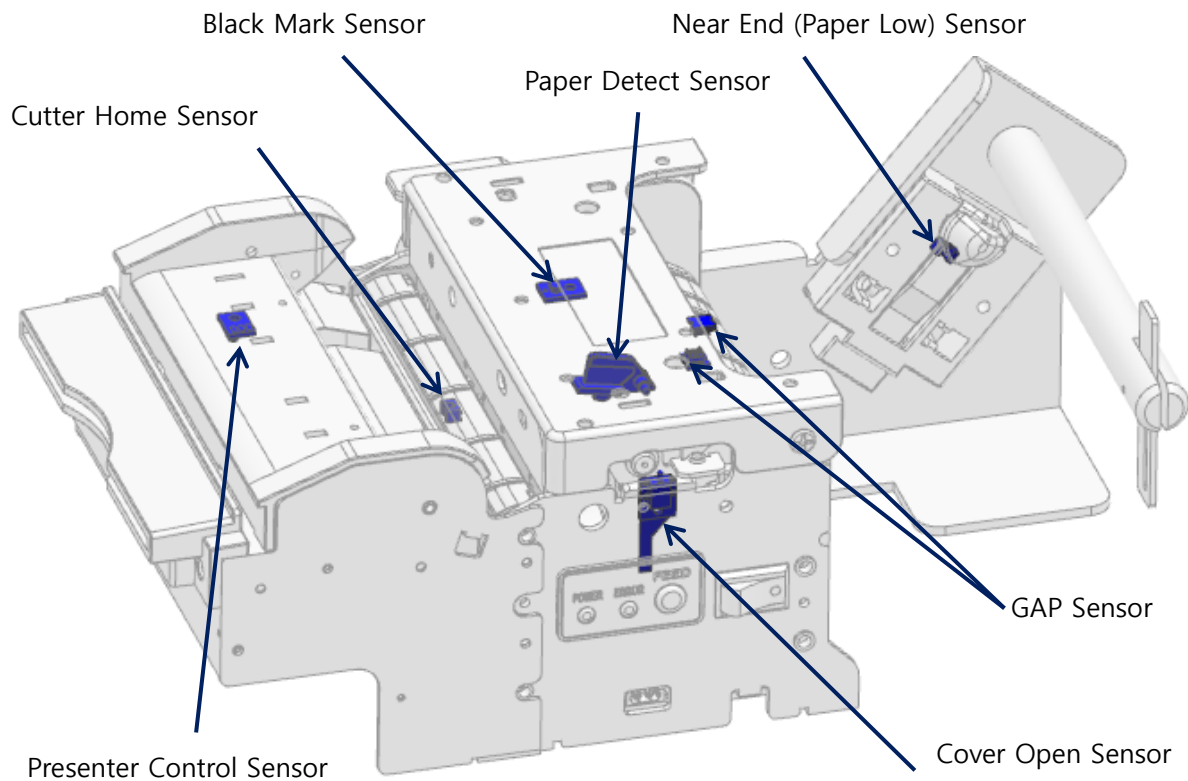 Black Mark Sensor
Near End (Paper Low) Sensor
Paper Detect Sensor
Cutter Home Sensor
POWER
ERROR
FEED
GAP Sensor
Cover Open Sensor
Presenter Control Sensor